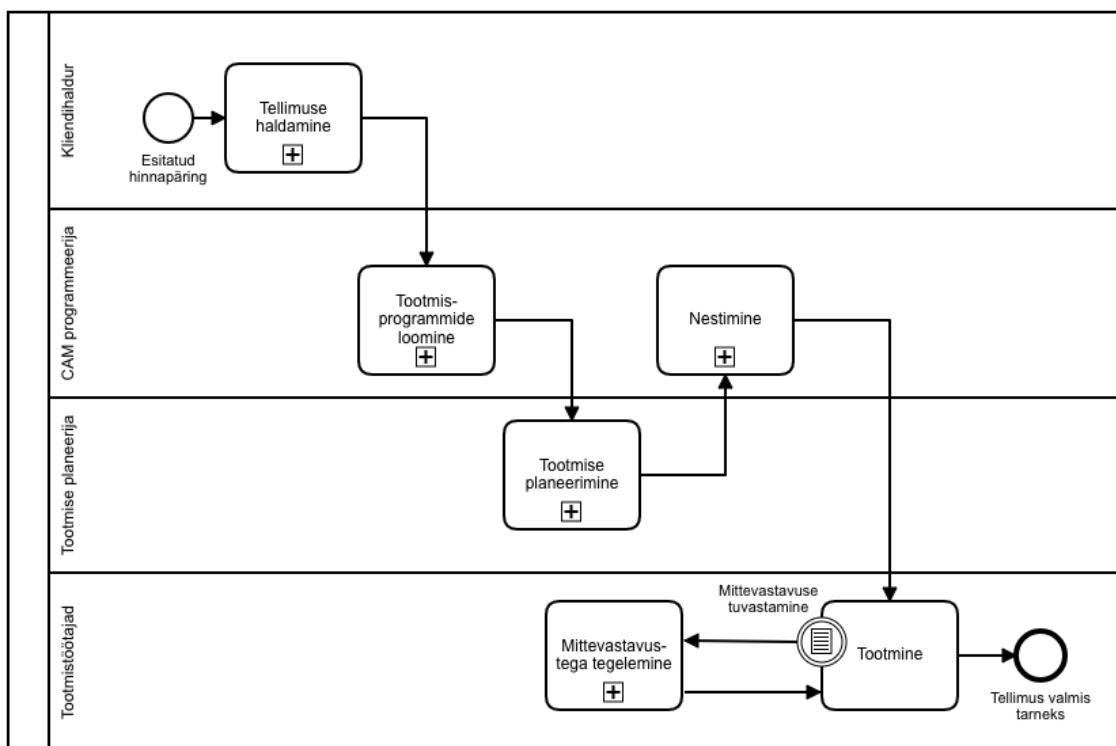 Kliendihaldur
Esitatud
hinnapäring
Tellimuse
haldamine
CAM programmeerija
Tootmis-
programmide
loomine
Nestimine
Tootmise planeerija
Tootmise
planeerimine
Tootmistöötajad
Mittevastavus-
tega tegelemine
Mittevastavuse
tuvastamine
Tootmine
Tellimus valmis
tarneks